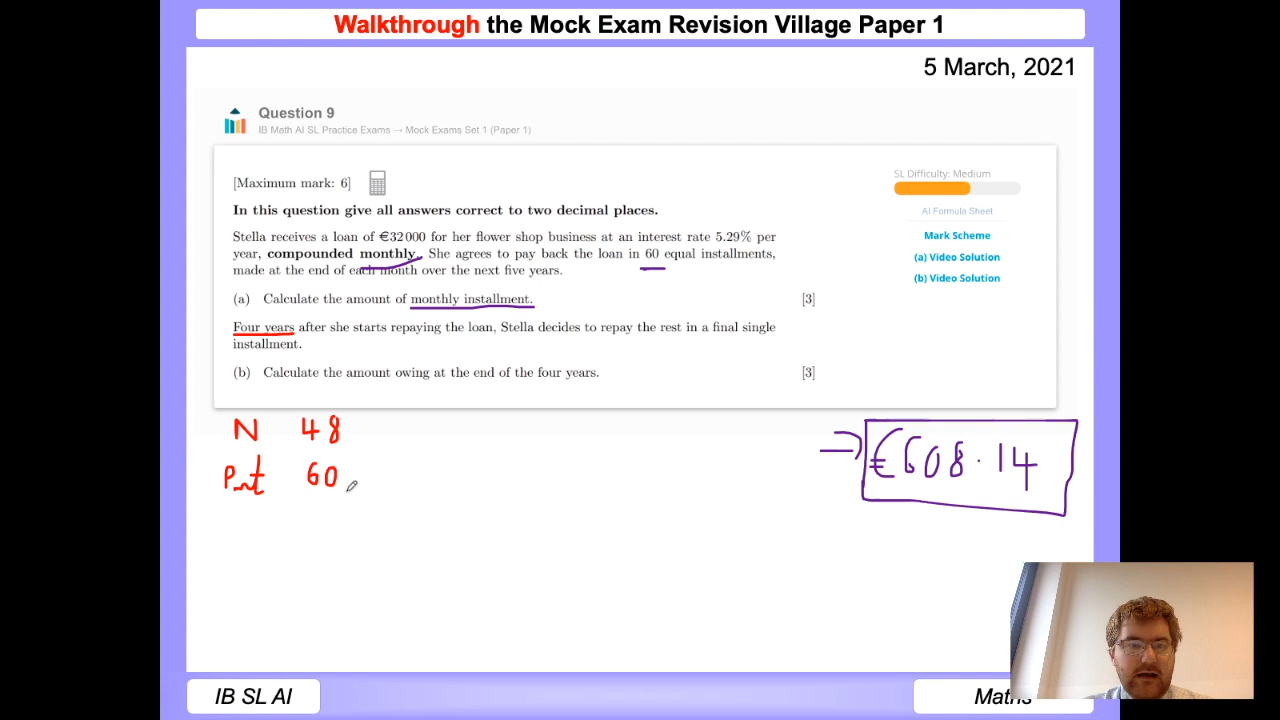 Walkthrough the Mock Exam Revision Village Paper 1
5 March, 2021
Question 9
IB Math AI SL Practice Exams → Mock Exams Set 1 (Paper 1)
[Maximum mark: 6]
SL Difficulty: Medium
AI Formula Sheet
Mark Scheme
(a) Video Solution
(b) Video Solution
In this question give all answers correct to two decimal places.
Stella receives a loan of €32 000 for her flower shop business at an interest rate 5.29% per
year, compounded monthly. She agrees to pay back the loan in 60 equal installments,
made at the end of each month over the next five years.
(a) Calculate the amount of monthly installment. [3]
Four years after she starts repaying the loan, Stella decides to repay the rest in a final single
installment.
(b) Calculate the amount owing at the end of the four years. [3]
N 48
Pmt 60
⇒ €608.14
IB SL AI
Maths